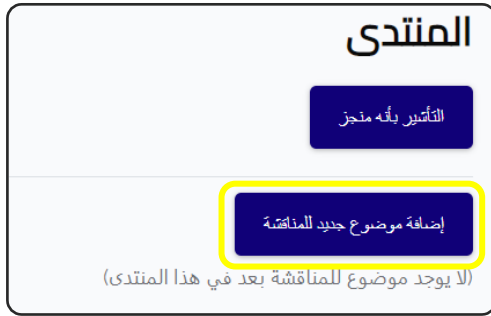 المنتدى
التأشير بأنه منجز
إضافة موضوع جديد للمناقشة
(لا يوجد موضوع للمناقشة بعد في هذا المنتدى)